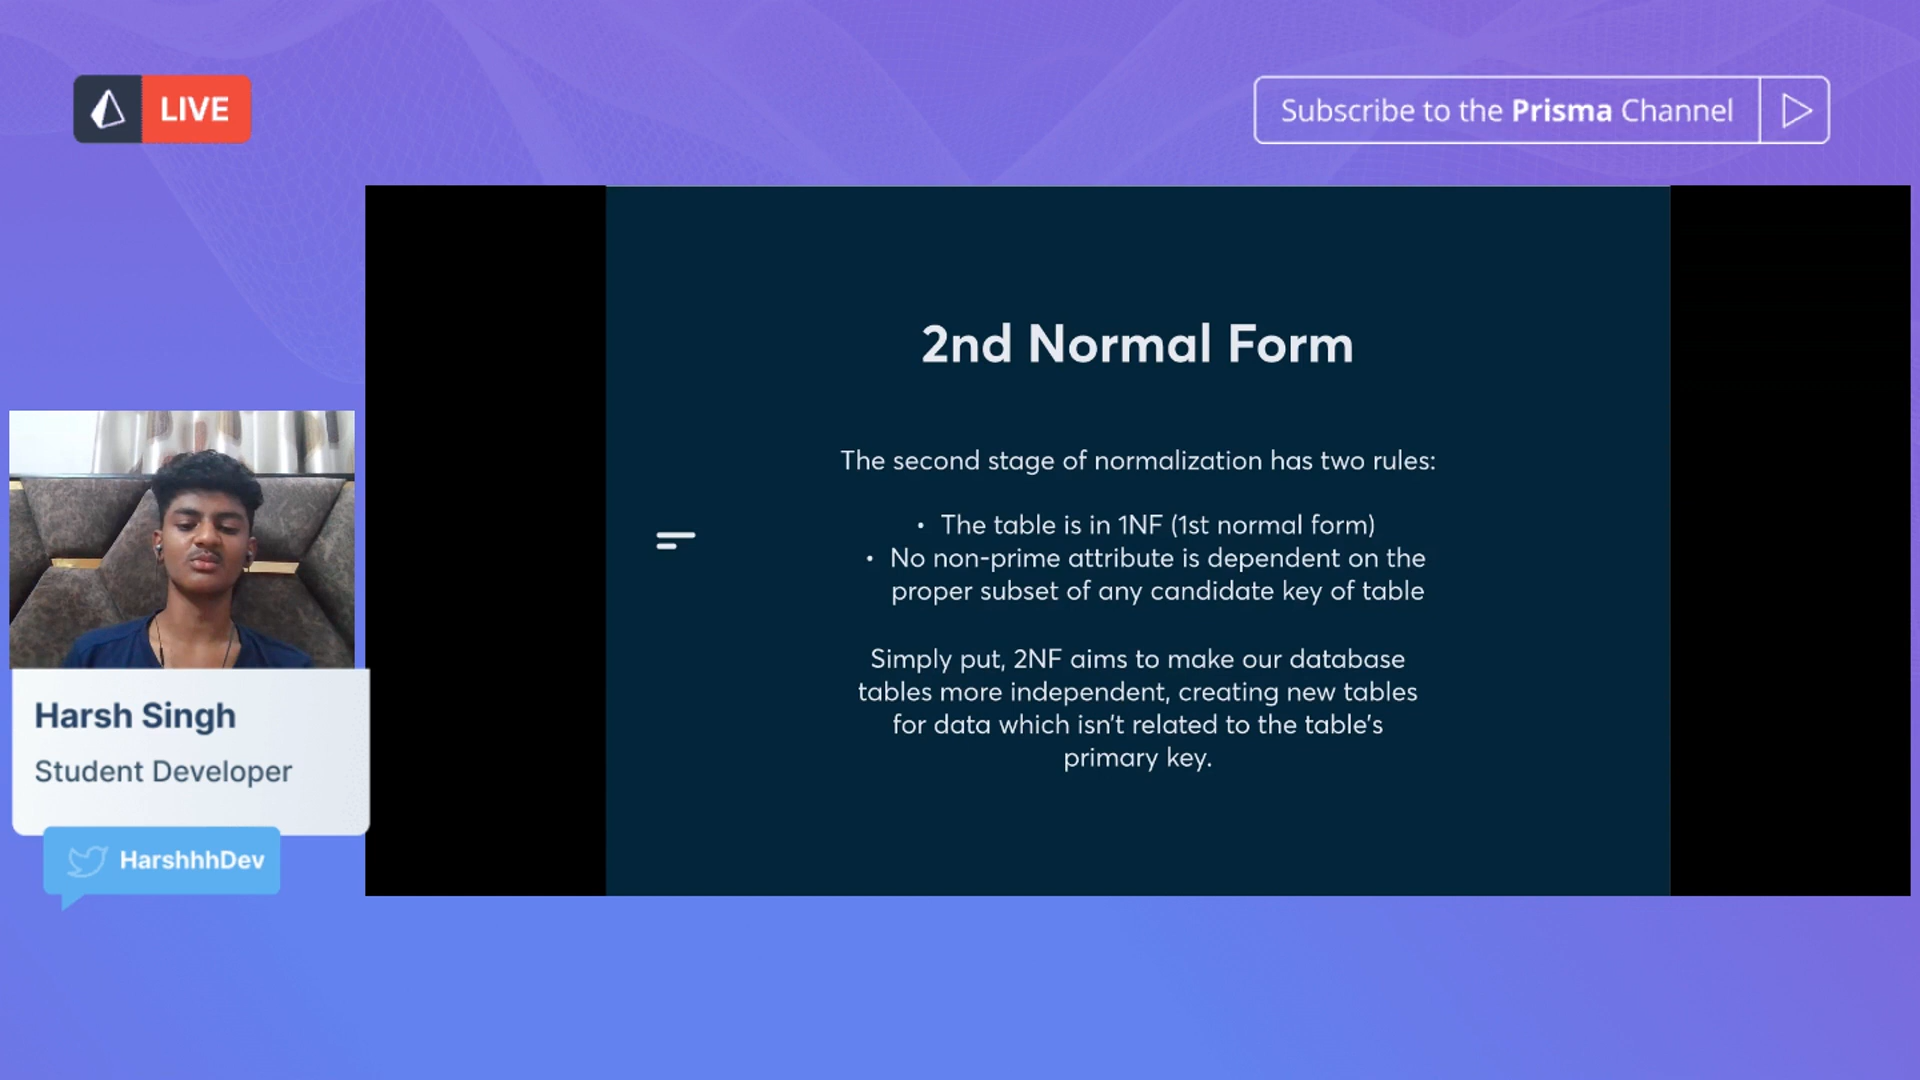 LIVE
Subscribe to the Prisma Channel
2nd Normal Form
The second stage of normalization has two rules:
• The table is in 1NF (1st normal form)
• No non-prime attribute is dependent on the
proper subset of any candidate key of table
Simply put, 2NF aims to make our database
tables more independent, creating new tables
for data which isn't related to the table's
primary key.
Harsh Singh
Student Developer
HarshhhDev